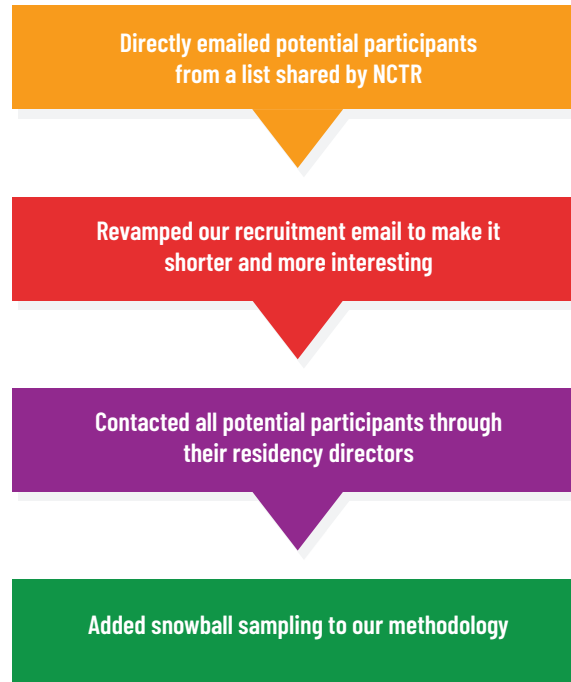 Directly emailed potential participants
from a list shared by NCTR
Revamped our recruitment email to make it
shorter and more interesting
Contacted all potential participants through
their residency directors
Added snowball sampling to our methodology